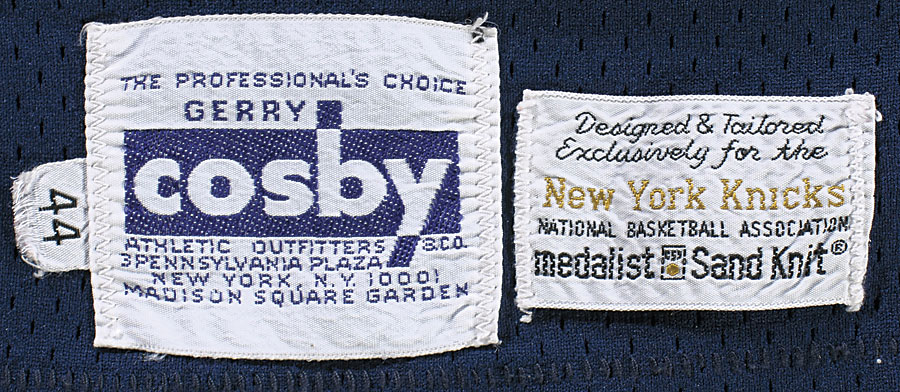 THE PROFESSIONAL'S CHOICE
GERRY
cosby
ATHLETIC OUTFITTERS & CO.
3 PENNSYLVANIA PLAZA
NEW YORK, N.Y. 10001
MADISON SQUARE GARDEN
44
Designed & Tailored
Exclusively for the
New York Knicks
NATIONAL BASKETBALL ASSOCIATION
medalist Sand Knit®